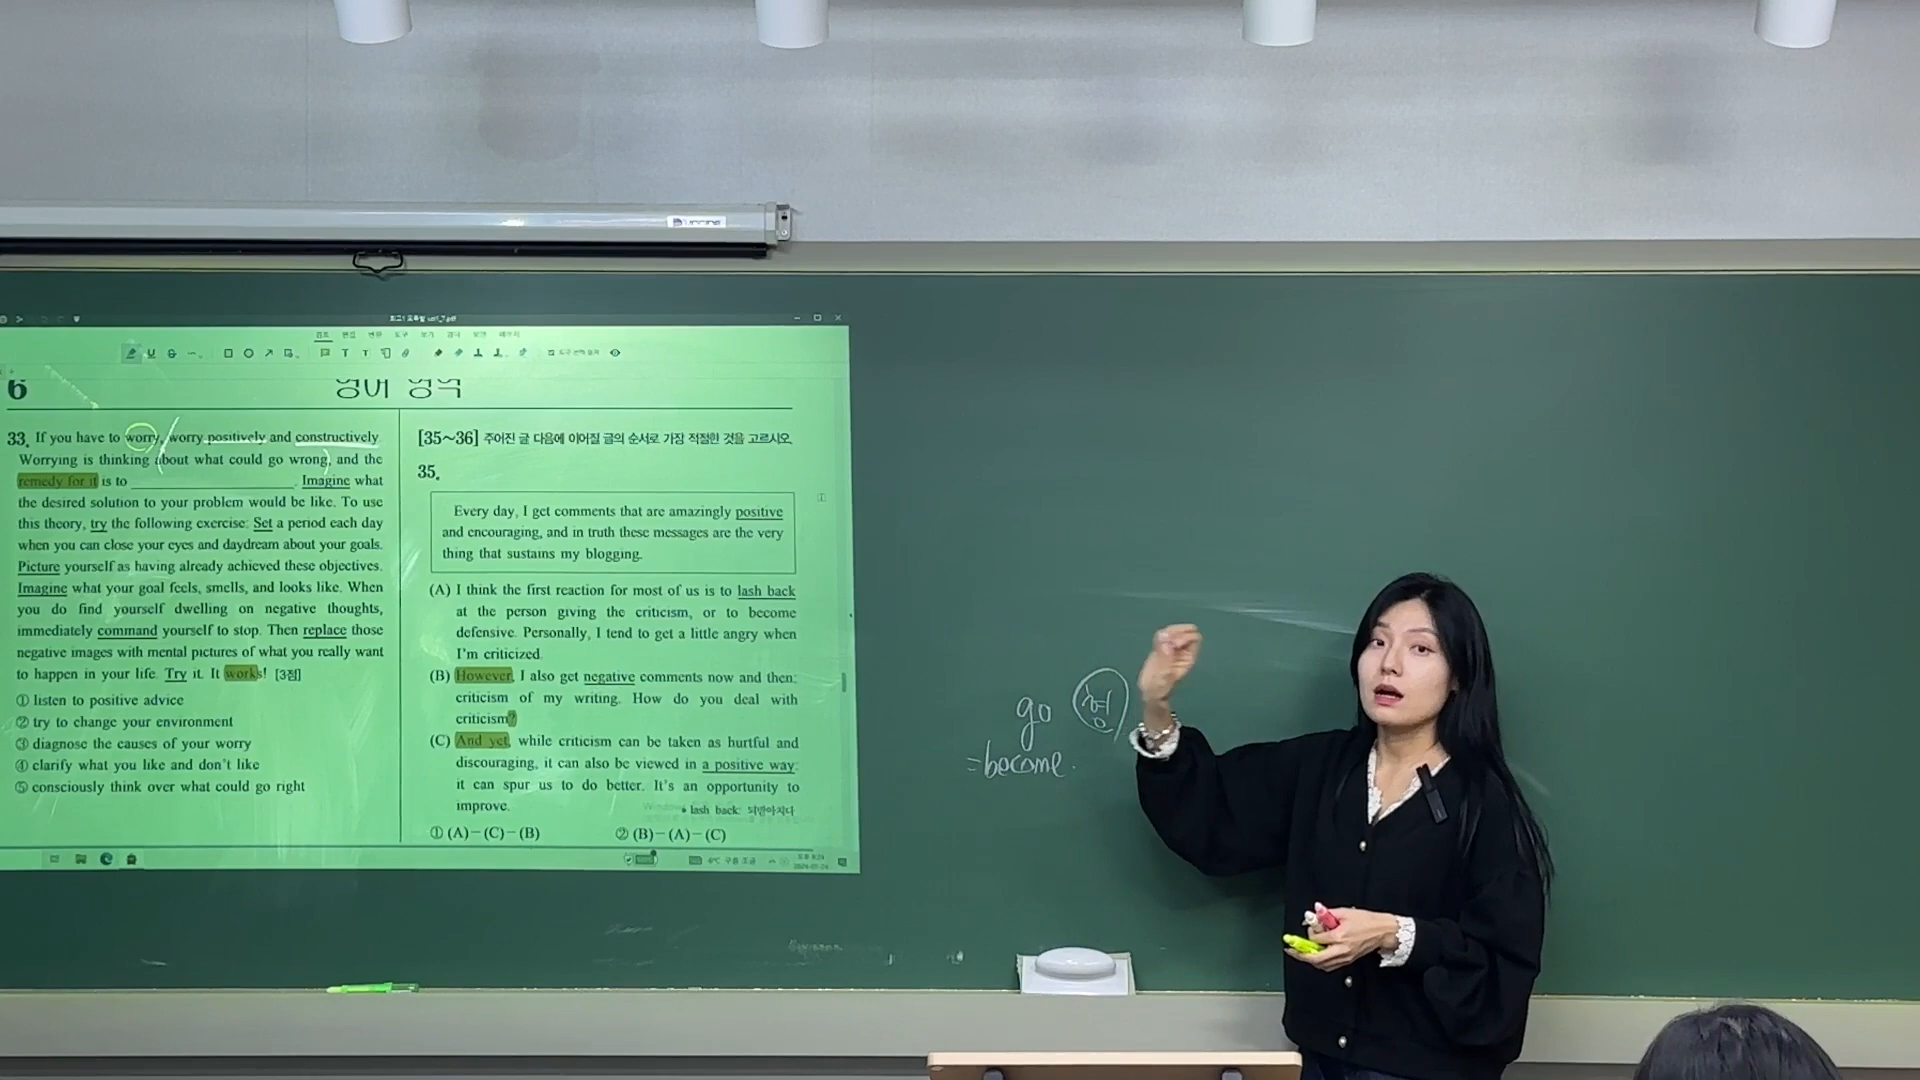 6
영어 영역
33. If you have to worry, worry positively and constructively.
Worrying is thinking about what could go wrong, and the
remedy for it is to ____________. Imagine what
the desired solution to your problem would be like. To use
this theory, try the following exercise: Set a period each day
when you can close your eyes and daydream about your goals.
Picture yourself as having already achieved these objectives.
Imagine what your goal feels, smells, and looks like. When
you do find yourself dwelling on negative thoughts,
immediately command yourself to stop. Then replace those
negative images with mental pictures of what you really want
to happen in your life. Try it. It works! [3점]
① listen to positive advice
② try to change your environment
③ diagnose the causes of your worry
④ clarify what you like and don't like
⑤ consciously think over what could go right
[35~36] 주어진 글 다음에 이어질 글의 순서로 가장 적절한 것을 고르시오.
35.
Every day, I get comments that are amazingly positive
and encouraging, and in truth these messages are the very
thing that sustains my blogging.
(A) I think the first reaction for most of us is to lash back
at the person giving the criticism, or to become
defensive. Personally, I tend to get a little angry when
I'm criticized.
(B) However, I also get negative comments now and then:
criticism of my writing. How do you deal with
criticism?
(C) And yet, while criticism can be taken as hurtful and
discouraging, it can also be viewed in a positive way:
it can spur us to do better. It's an opportunity to
improve.
* lash back: 되받아치다
① (A)-(C)-(B)
② (B)-(A)-(C)
go 형
=become.